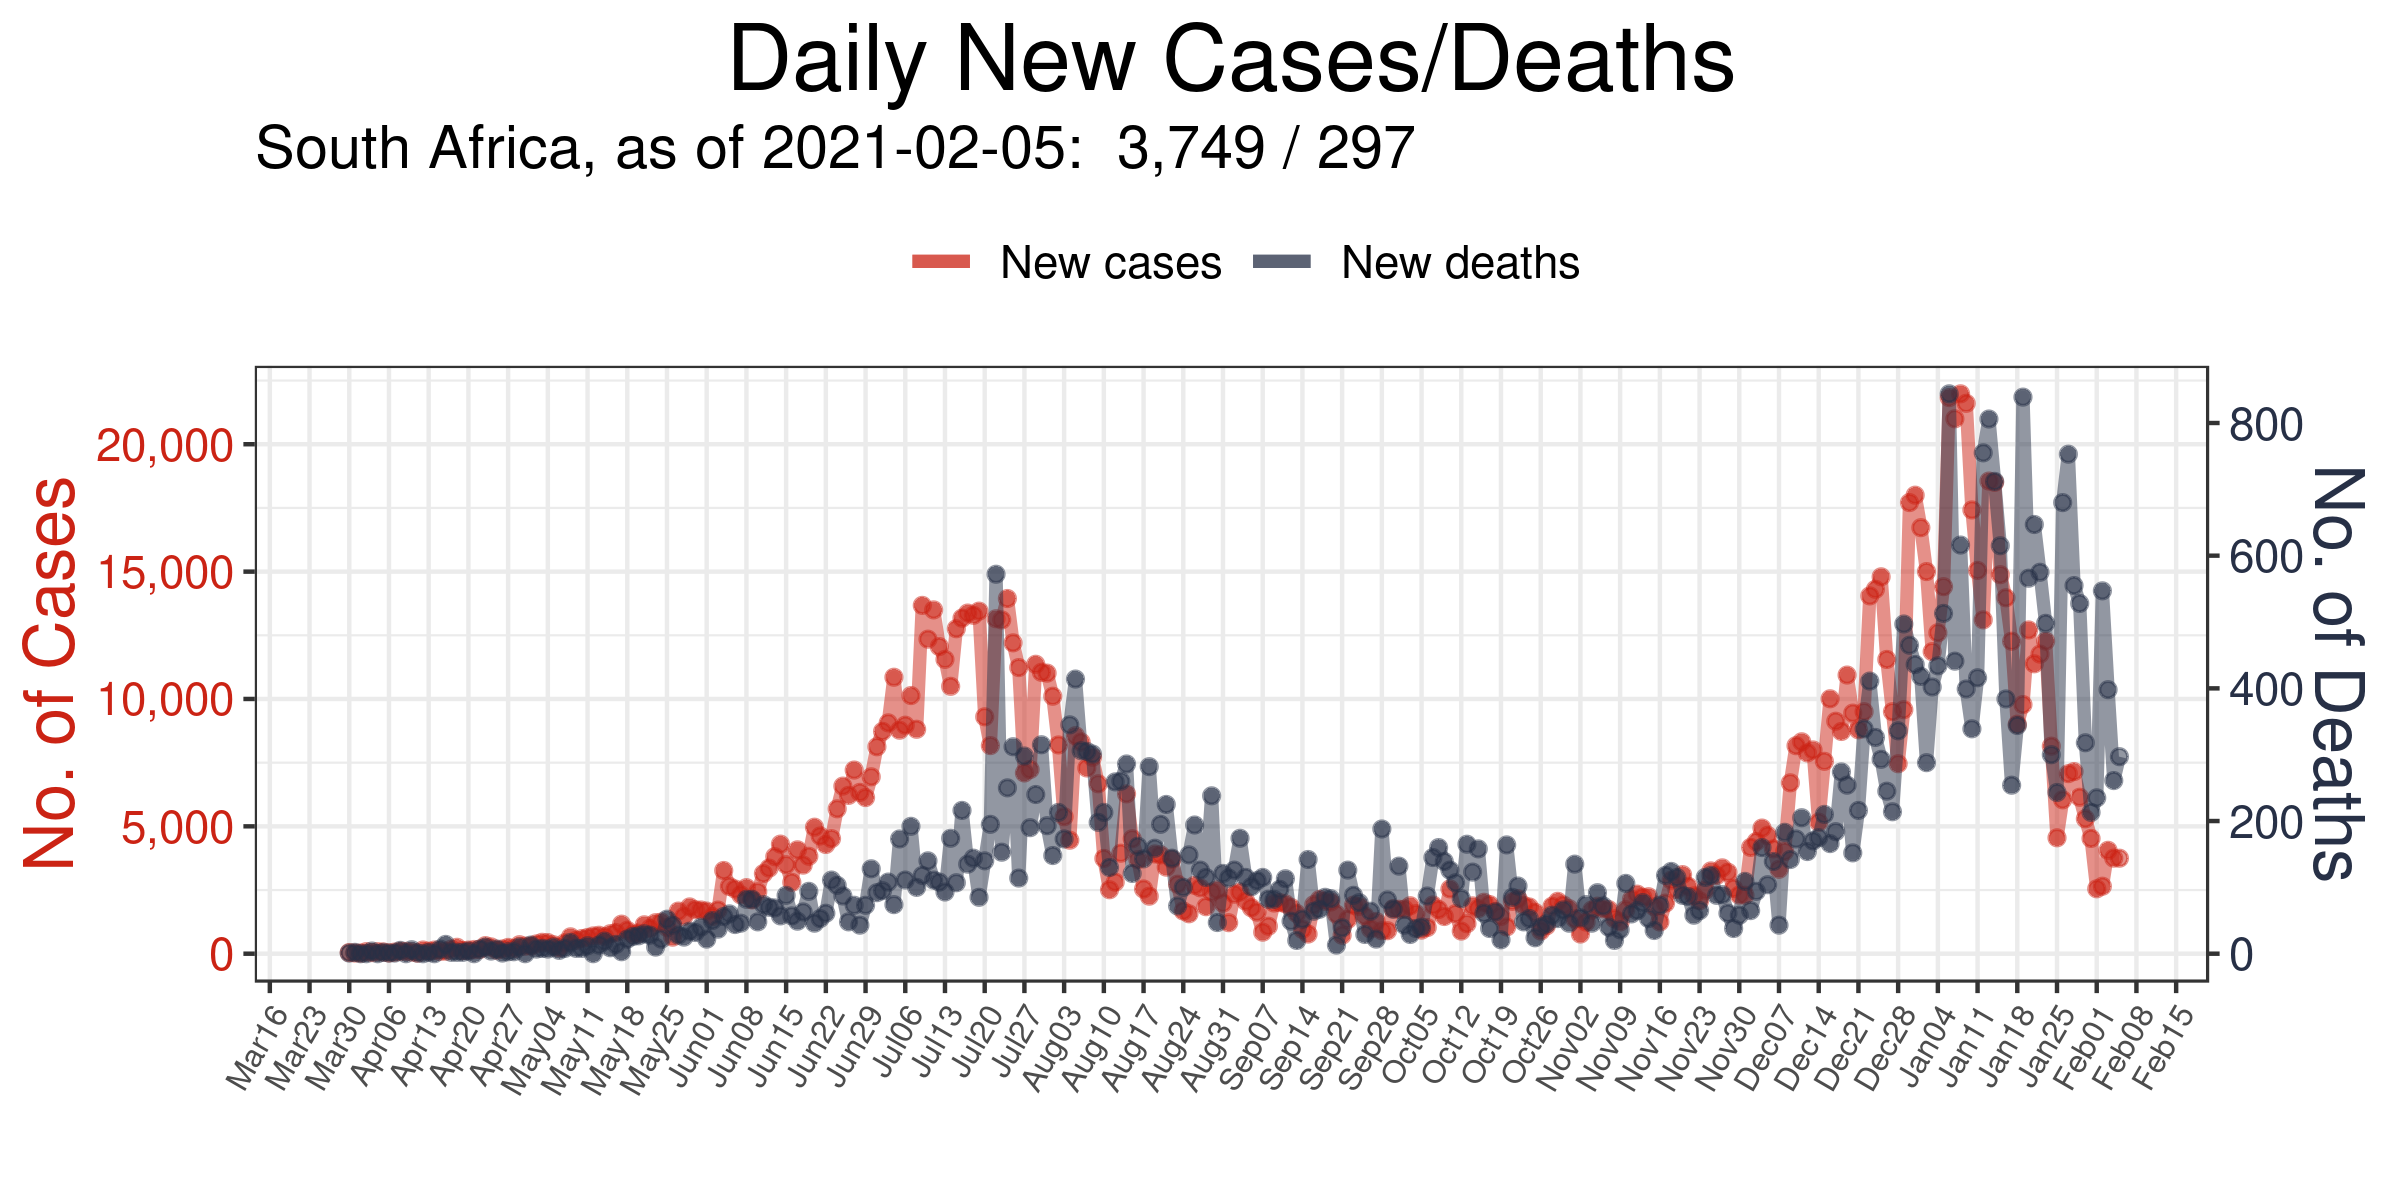 Daily New Cases/Deaths
South Africa, as of 2021-02-05: 3,749 / 297
New cases New deaths
No. of Cases
20,000
15,000
10,000
5,000
0
800
600
400
200
0
No. of Deaths
Mar16 Mar23 Mar30 Apr06 Apr13 Apr20 Apr27 May04 May11 May18 May25 Jun01 Jun08 Jun15 Jun22 Jun29 Jul06 Jul13 Jul20 Jul27 Aug03 Aug10 Aug17 Aug24 Aug31 Sep07 Sep14 Sep21 Sep28 Oct05 Oct12 Oct19 Oct26 Nov02 Nov09 Nov16 Nov23 Nov30 Dec07 Dec14 Dec21 Dec28 Jan04 Jan11 Jan18 Jan25 Feb01 Feb08 Feb15